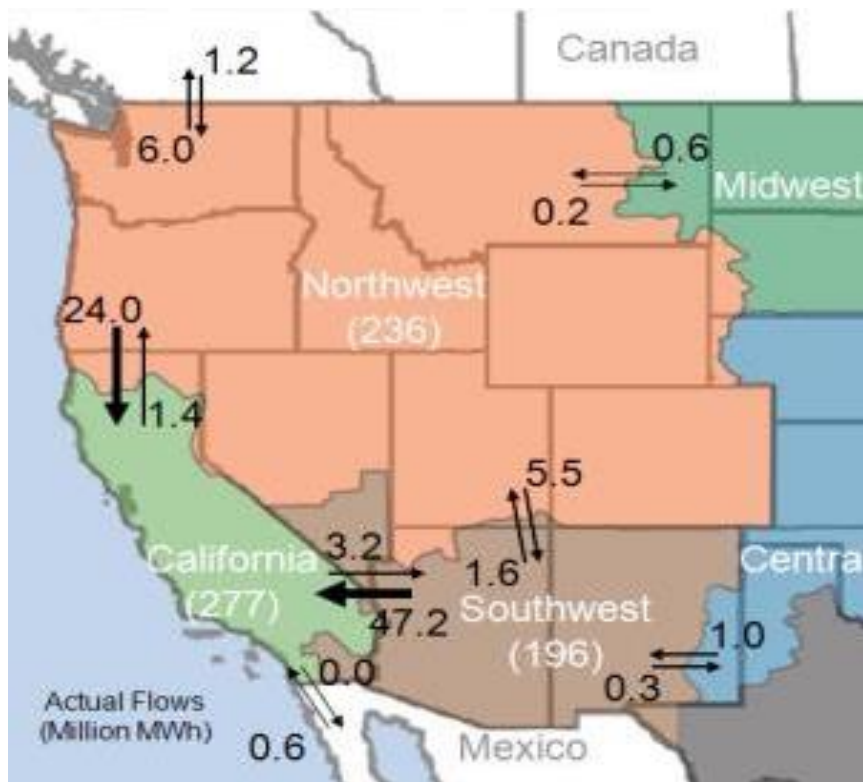 Canada
1.2
6.0
0.6
Midwest
0.2
Northwest
(236)
24.0
1.4
5.5
1.6
California
(277)
3.2
Centra
47.2
Southwest
(196)
1.0
0.3
0.0
Actual Flows
(Million MWh)
0.6
Mexico